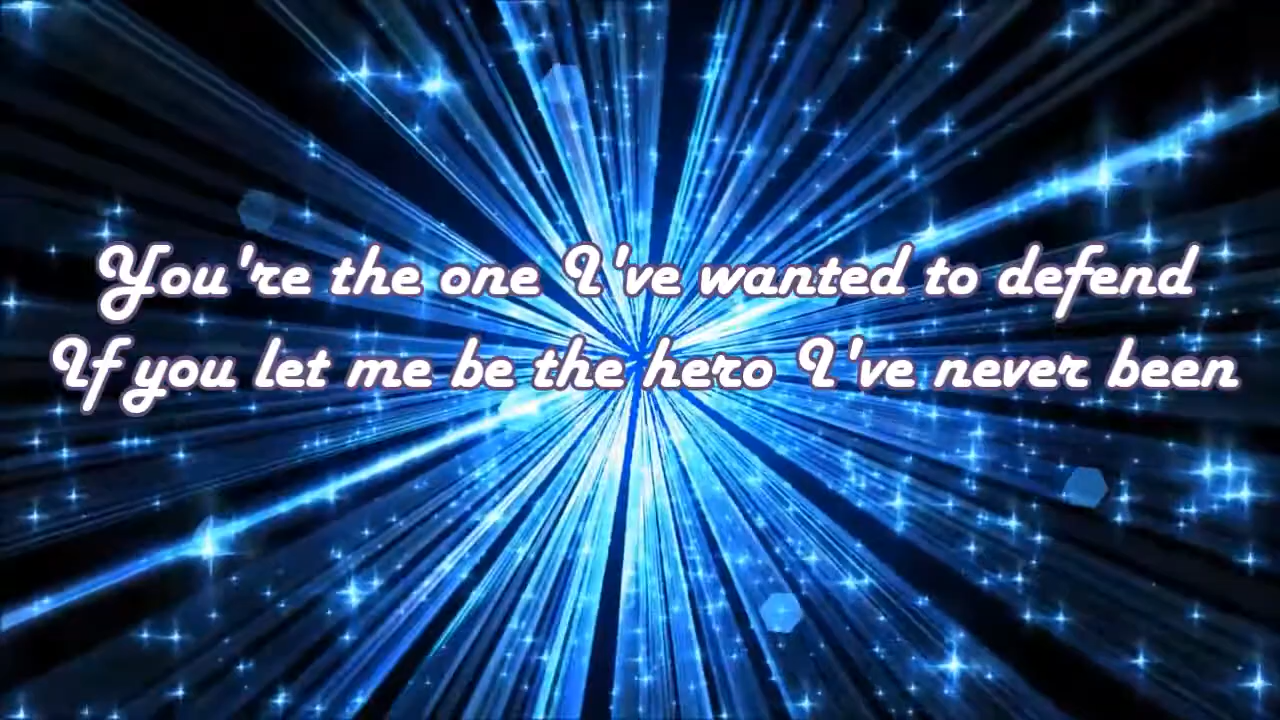 You're the one I've wanted to defend
If you let me be the hero I've never been